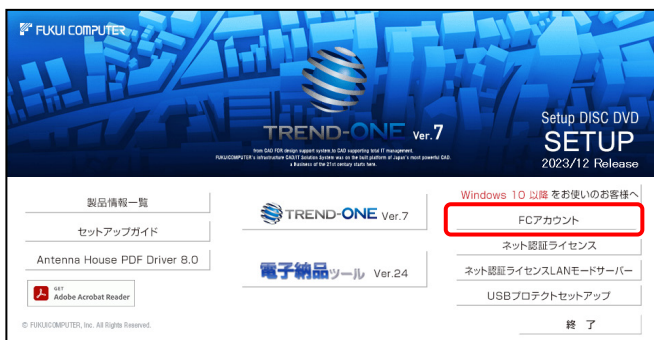 FUKUI COMPUTER
TREND-ONE Ver.7
from CAD FOR design support system,to CAD supporting total IT management.
FUKUICOMPUTER's infrastructure CAD/IT Solution System was on the built platform of Japan's most powerful CAD.
a Business of the 21st century starts here.
Setup DISC DVD
SETUP
2023/12 Release
製品情報一覧
セットアップガイド
Antenna House PDF Driver 8.0
GET
Adobe Acrobat Reader
© FUKUICOMPUTER, Inc. All Rights Reserved.
TREND-ONE Ver.7
電子納品ツール Ver.24
Windows 10 以降 をお使いのお客様へ
FCアカウント
ネット認証ライセンス
ネット認証ライセンスLANモードサーバー
USBプロテクトセットアップ
終 了